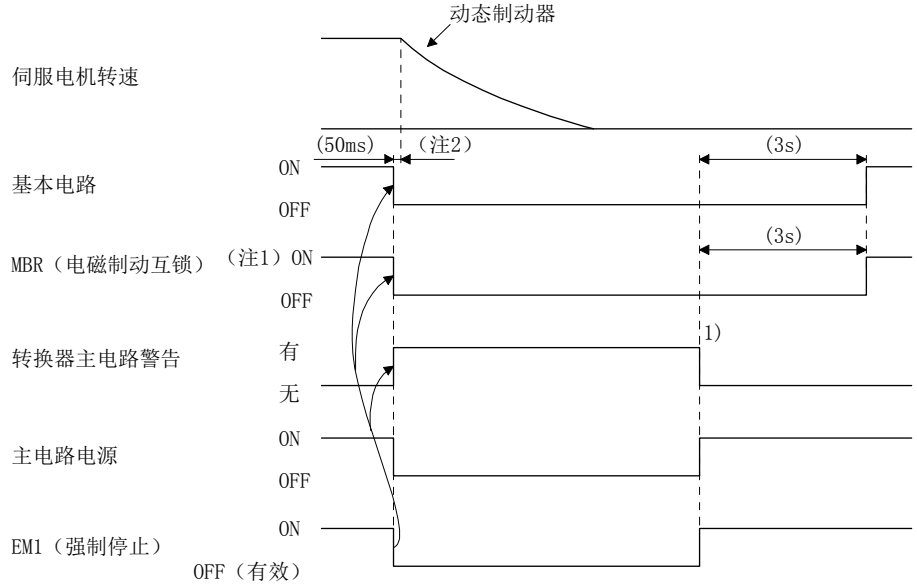 动态制动器
伺服电机转速
(50ms)
（注2）
(3s)
基本电路
ON
OFF
(3s)
MBR（电磁制动互锁）
（注1）ON
OFF
1)
转换器主电路警告
有
无
主电路电源
ON
OFF
EM1（强制停止）
ON
OFF（有效）